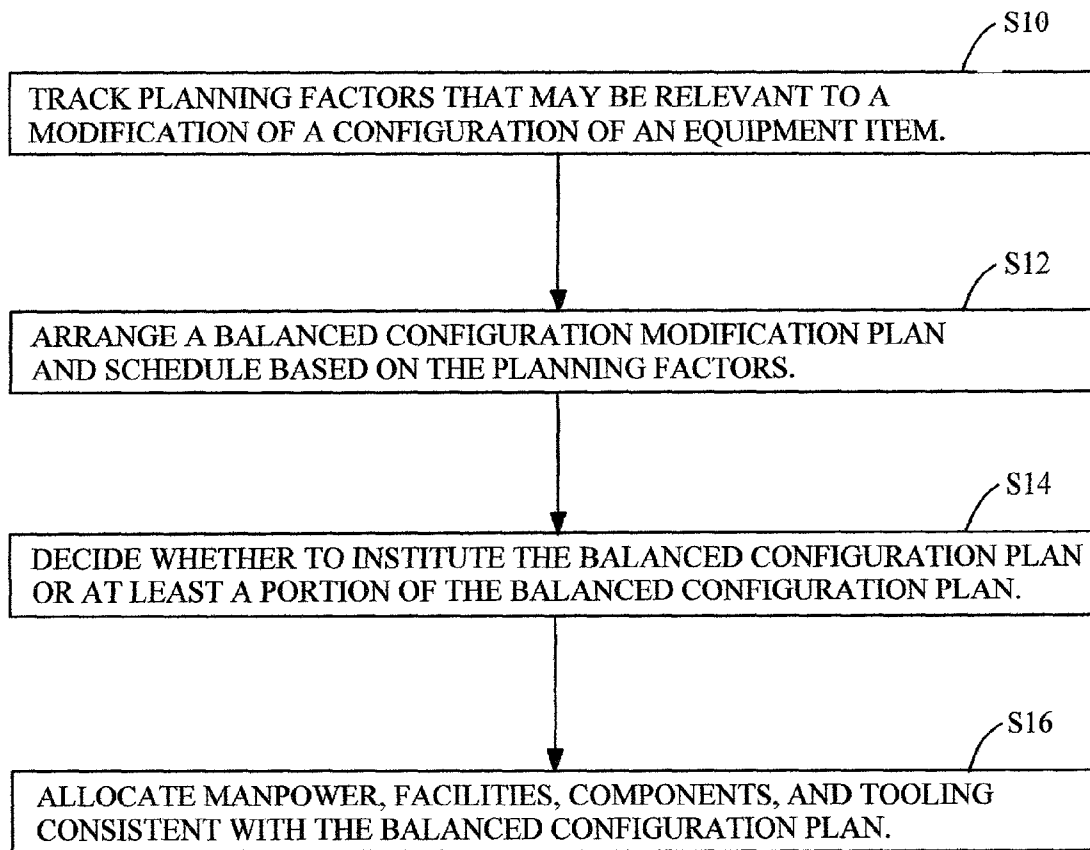 S10
TRACK PLANNING FACTORS THAT MAY BE RELEVANT TO A
MODIFICATION OF A CONFIGURATION OF AN EQUIPMENT ITEM.
S12
ARRANGE A BALANCED CONFIGURATION MODIFICATION PLAN
AND SCHEDULE BASED ON THE PLANNING FACTORS.
S14
DECIDE WHETHER TO INSTITUTE THE BALANCED CONFIGURATION PLAN
OR AT LEAST A PORTION OF THE BALANCED CONFIGURATION PLAN.
S16
ALLOCATE MANPOWER, FACILITIES, COMPONENTS, AND TOOLING
CONSISTENT WITH THE BALANCED CONFIGURATION PLAN.